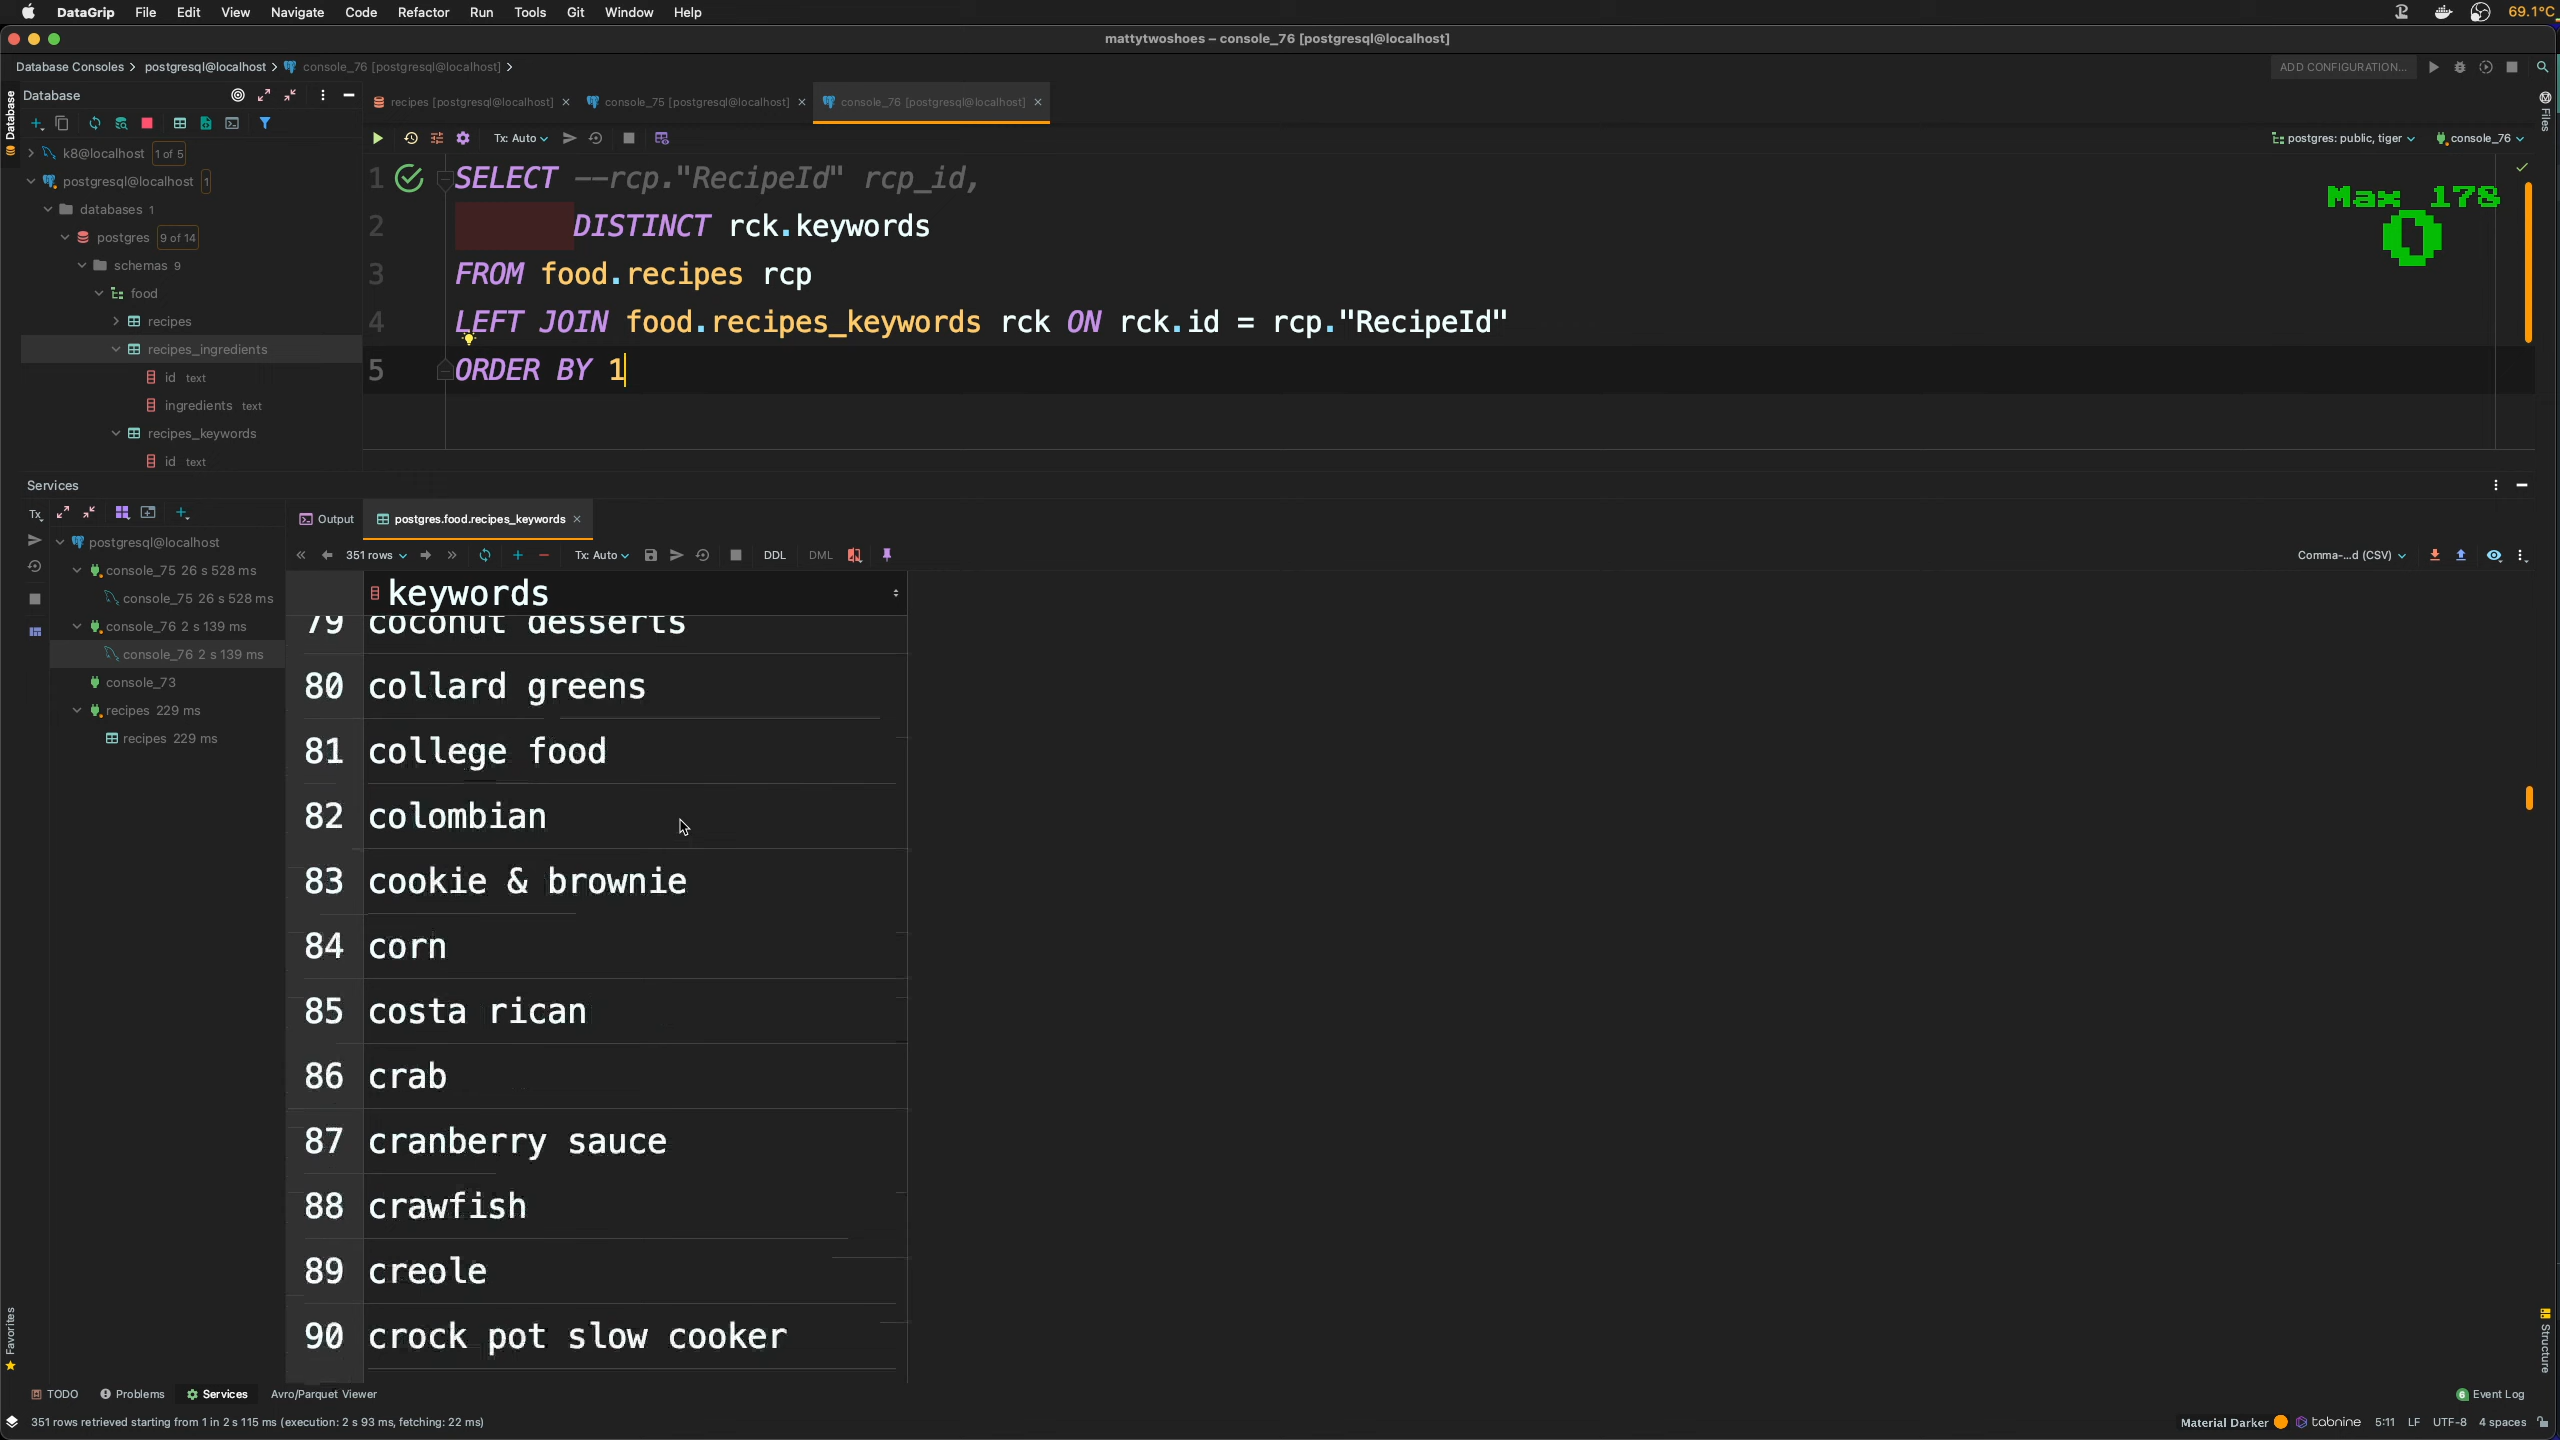 DataGrip File Edit View Navigate Code Refactor Run Tools Git Window Help
69.1°C
mattytwoshoes – console_76 [postgresql@localhost]
Database Consoles postgresql@localhost console_76 [postgresql@localhost]
ADD CONFIGURATION...
Database
Database
Files
recipes [postgresql@localhost] console_75 [postgresql@localhost] console_76 [postgresql@localhost]
Tx: Auto
postgres: public, tiger console_76
k8@localhost 1 of 5
postgresql@localhost 1
databases 1
postgres 9 of 14
schemas 9
food
recipes
recipes_ingredients
id text
ingredients text
recipes_keywords
id text
1 SELECT --rcp."RecipeId" rcp_id,
2 DISTINCT rck.keywords
3 FROM food.recipes rcp
4 LEFT JOIN food.recipes_keywords rck ON rck.id = rcp."RecipeId"
5 ORDER BY 1
Max 178
0
Services
Tx
Output postgres.food.recipes_keywords
351 rows Tx: Auto DDL DML Comma-...d (CSV)
postgresql@localhost
console_75 26 s 528 ms
console_75 26 s 528 ms
console_76 2 s 139 ms
console_76 2 s 139 ms
console_73
recipes 229 ms
recipes 229 ms
keywords
79 coconut desserts
80 collard greens
81 college food
82 colombian
83 cookie & brownie
84 corn
85 costa rican
86 crab
87 cranberry sauce
88 crawfish
89 creole
90 crock pot slow cooker
Favorites
Structure
TODO Problems Services Avro/Parquet Viewer
6 Event Log
351 rows retrieved starting from 1 in 2 s 115 ms (execution: 2 s 93 ms, fetching: 22 ms)
Material Darker tabnine 5:11 LF UTF-8 4 spaces